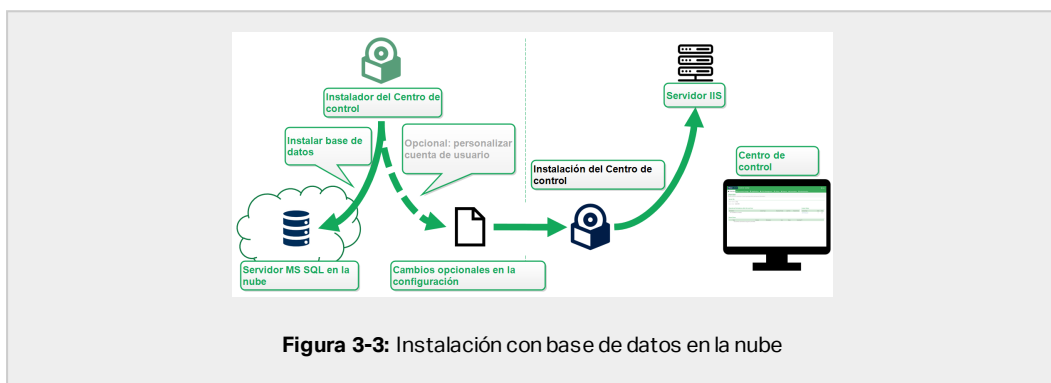 Instalador del Centro de
control
Servidor IIS
Instalar base de
datos
Opcional: personalizar
cuenta de usuario
Instalación del Centro de
control
Centro de
control
Servidor MS SQL en la
nube
Cambios opcionales en la
configuración
Figura 3-3: Instalación con base de datos en la nube